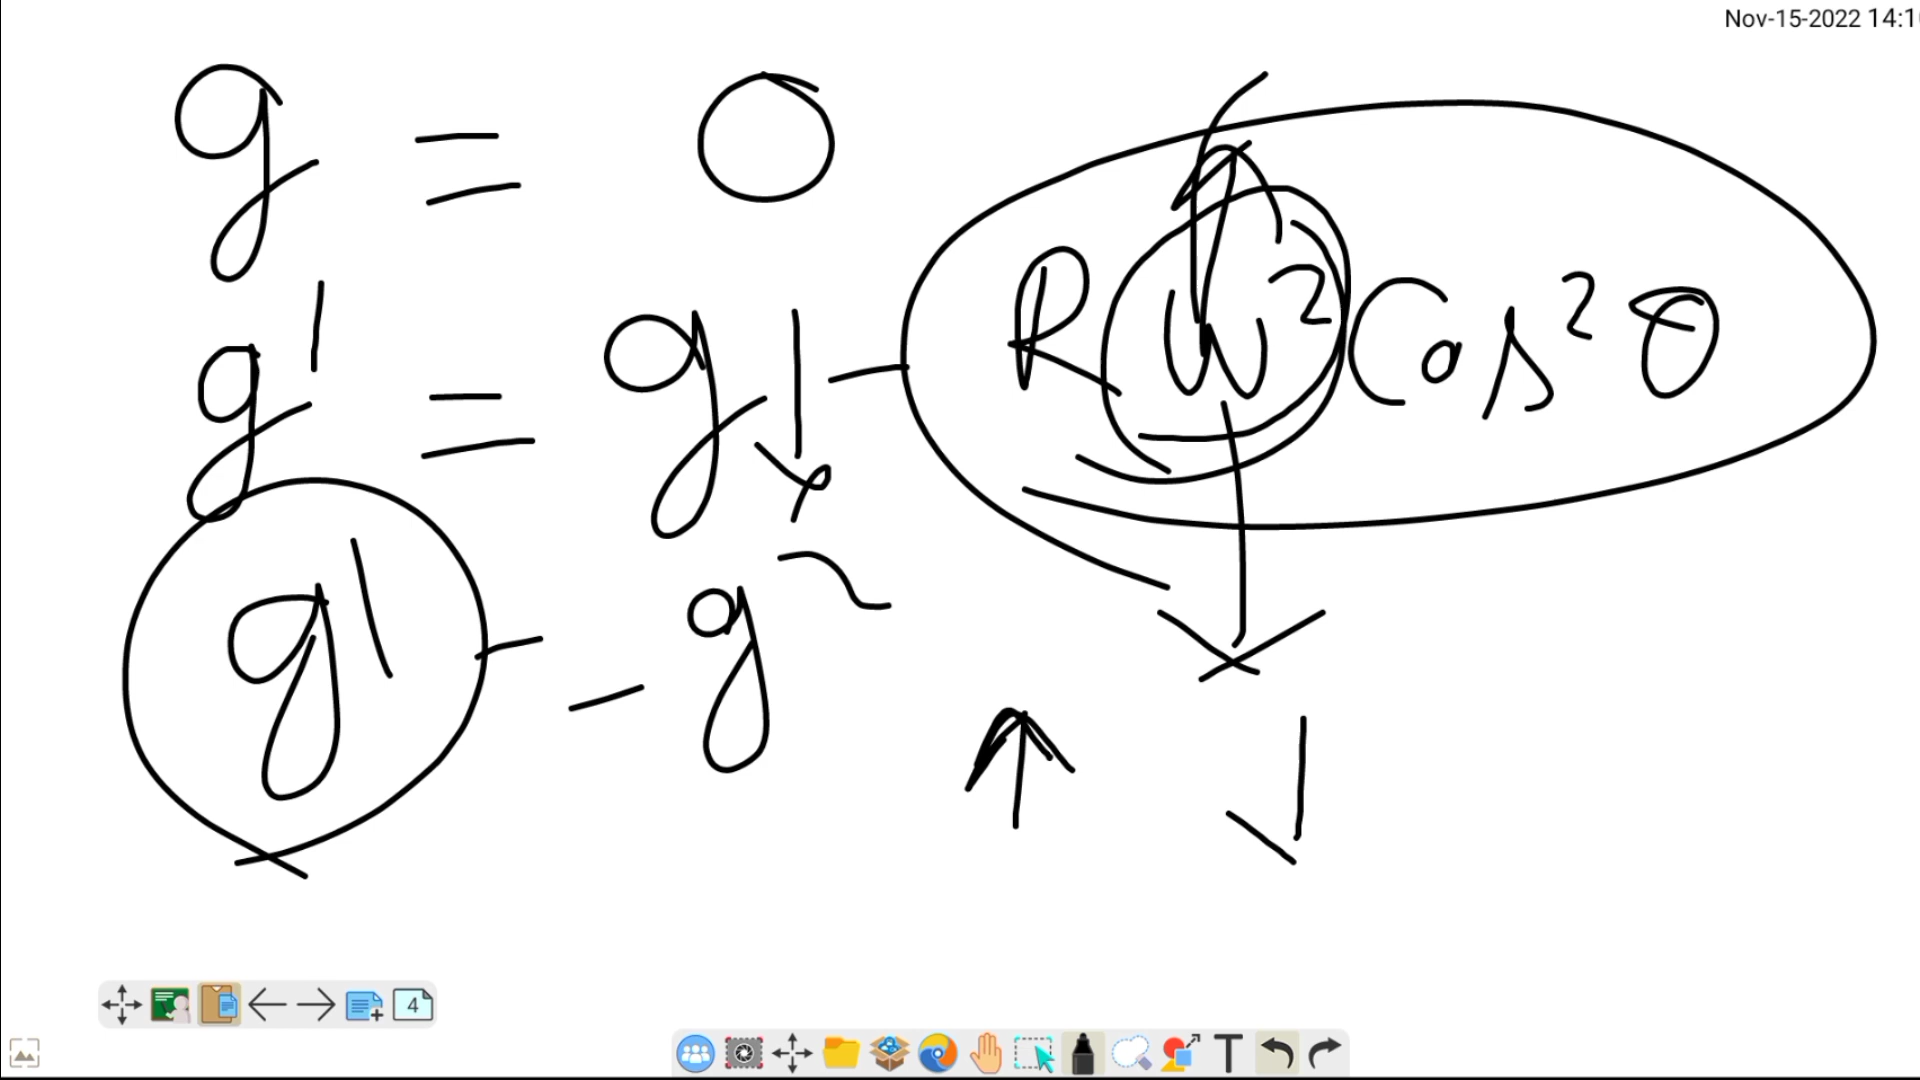 Nov-15-2022 14:1
g = 0
g' = g - Rω²Cos²θ
g' - - g
4
T